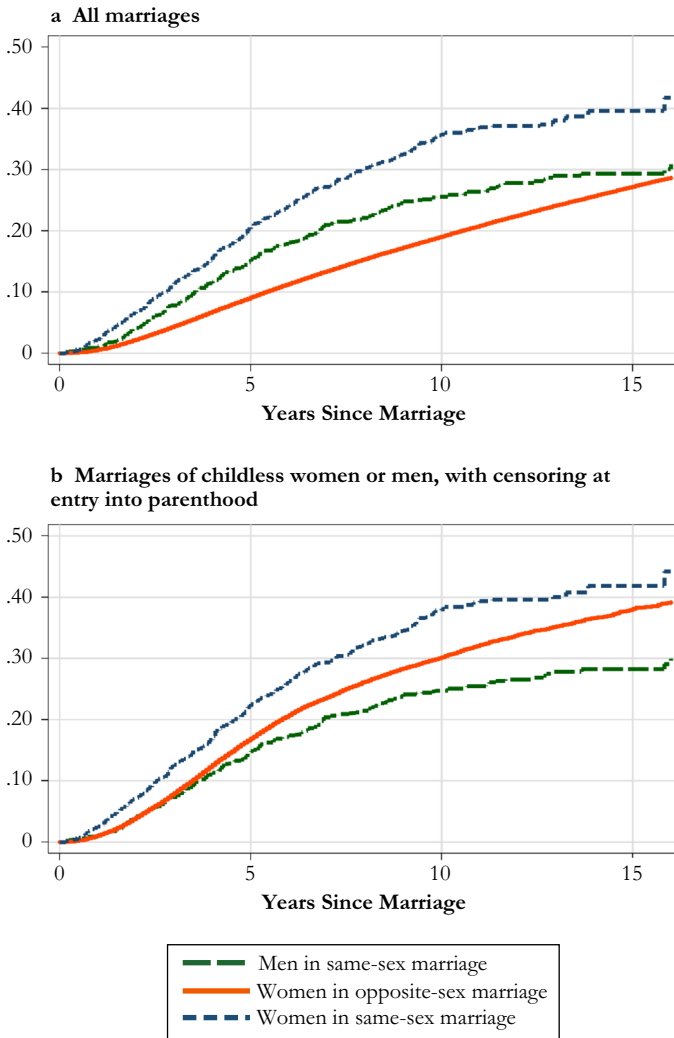 a All marriages
.50
.40
.30
.20
.10
0
0 5 10 15
Years Since Marriage
b Marriages of childless women or men, with censoring at
entry into parenthood
.50
.40
.30
.20
.10
0
0 5 10 15
Years Since Marriage
Men in same-sex marriage
Women in opposite-sex marriage
Women in same-sex marriage